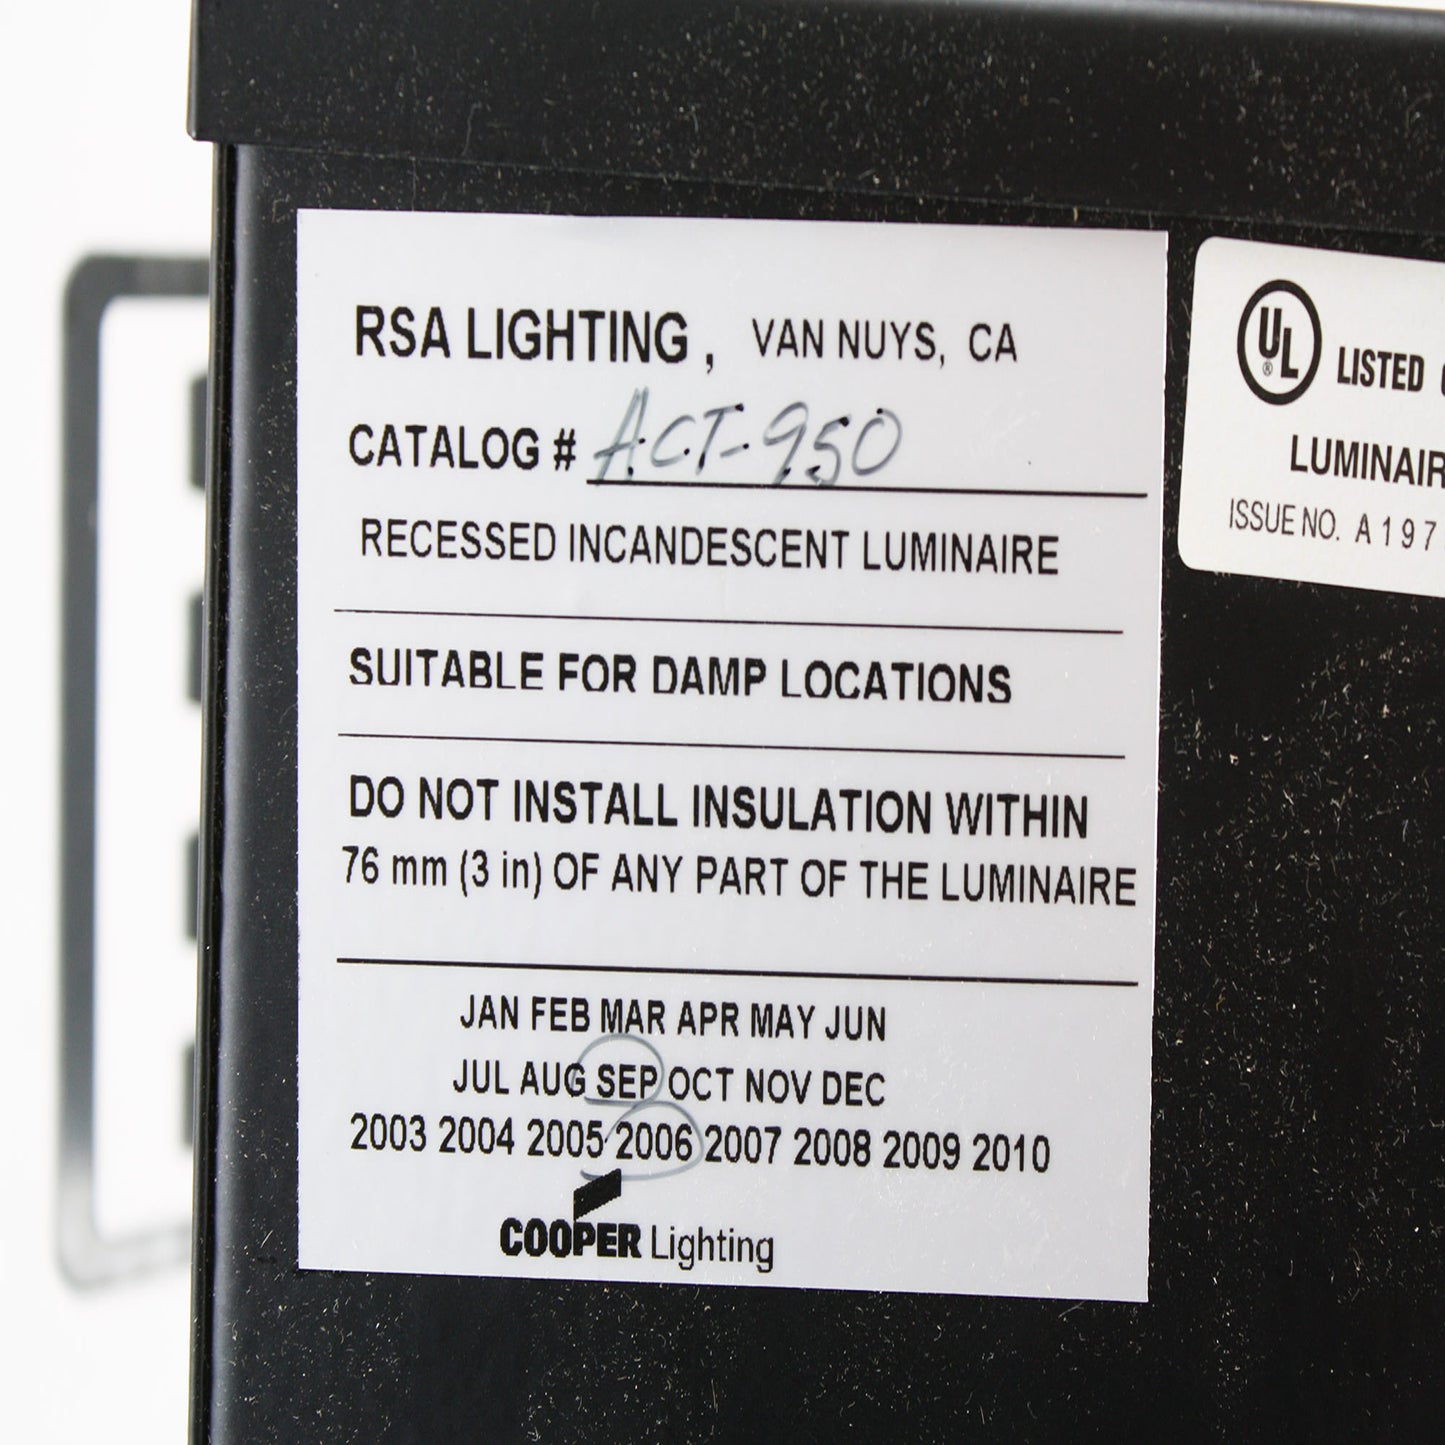 RSA LIGHTING, VAN NUYS, CA
CATALOG # ACT-950
RECESSED INCANDESCENT LUMINAIRE
SUITABLE FOR DAMP LOCATIONS
DO NOT INSTALL INSULATION WITHIN
76 mm (3 in) OF ANY PART OF THE LUMINAIRE
JAN FEB MAR APR MAY JUN
JUL AUG SEP OCT NOV DEC
2003 2004 2005 2006 2007 2008 2009 2010
COOPER Lighting
UL ® LISTED
LUMINAIR
ISSUE NO. A197